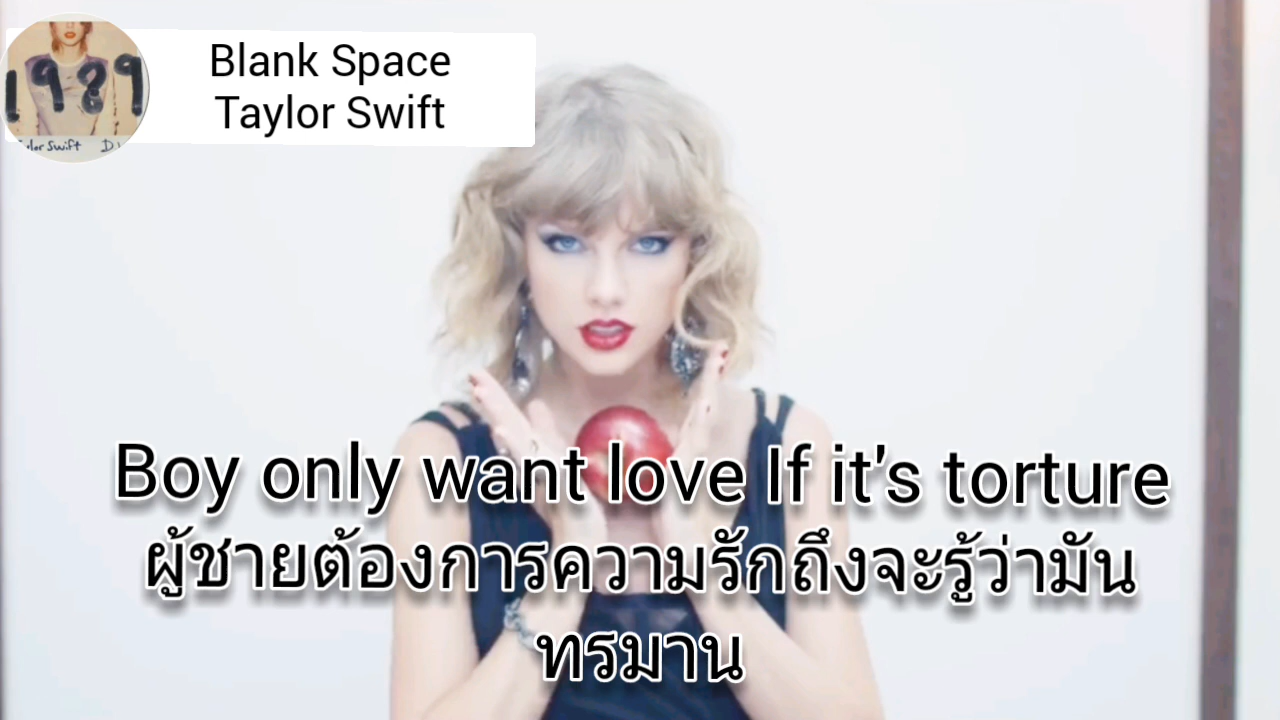 1989
Blank Space
Taylor Swift
Boy only want love If it's torture
ผู้ชายต้องการความรักถึงจะรู้ว่ามัน
ทรมาน